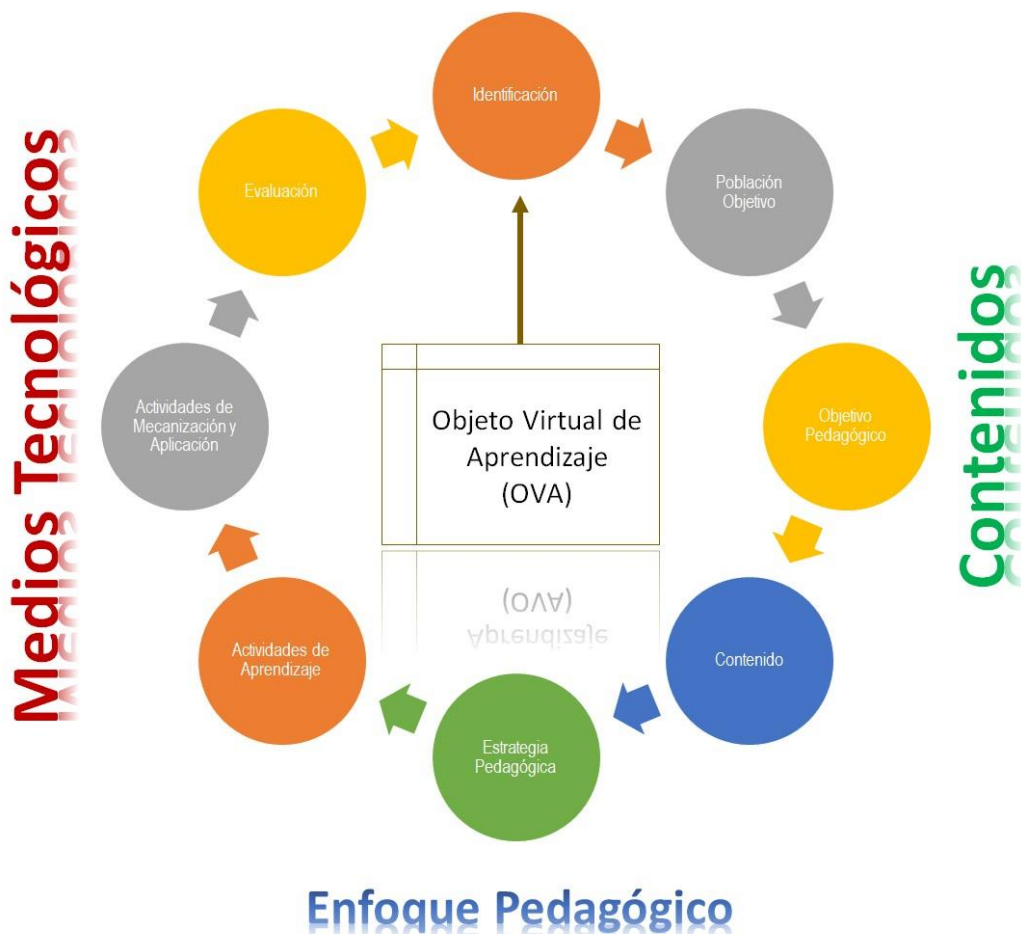 Identificación
Población
Objetivo
Objetivo
Pedagógico
Contenido
Estrategia
Pedagógica
Actividades de
Aprendizaje
Actividades de
Mecanización y
Aplicación
Evaluación
Objeto Virtual de
Aprendizaje
(OVA)
Medios Tecnológicos
Contenidos
Enfoque Pedagógico